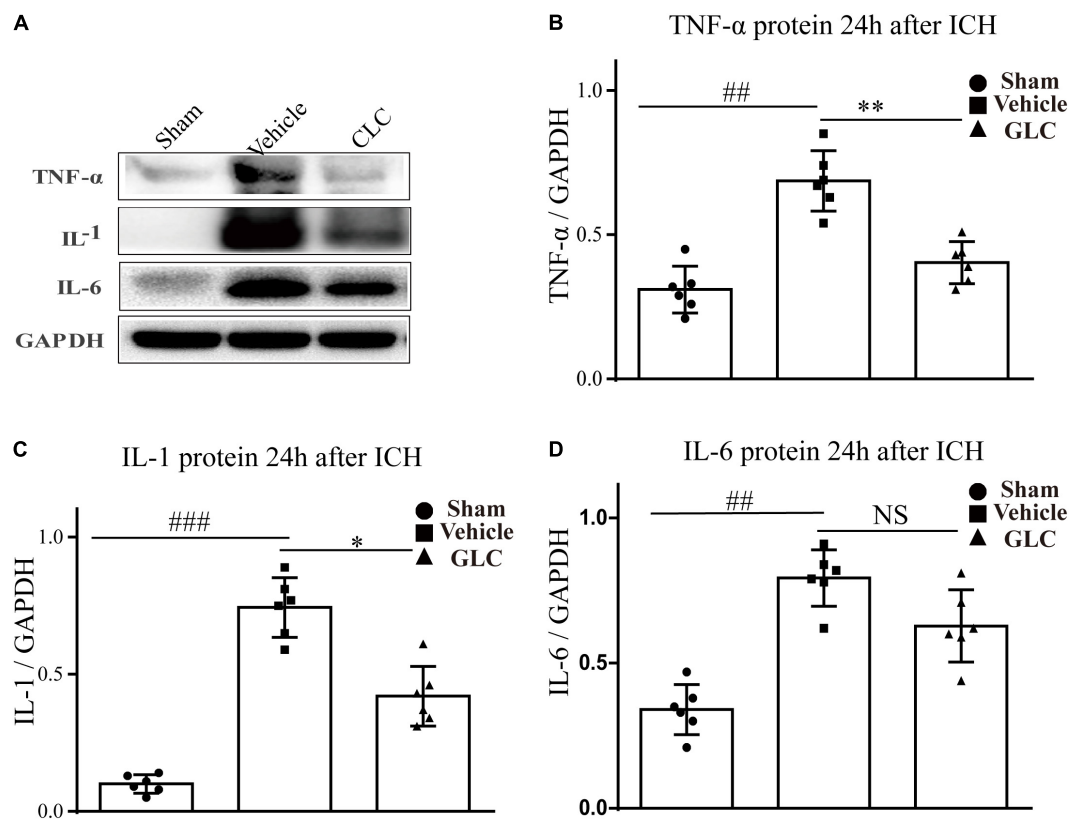 A
Sham
Vehicle
CLC
TNF-α
IL-1
IL-6
GAPDH
B
TNF-α protein 24h after ICH
Sham
Vehicle
GLC
##
**
TNF-α / GAPDH
1.0
0.5
0.0
C
IL-1 protein 24h after ICH
Sham
Vehicle
GLC
###
*
IL-1 / GAPDH
1.0
0.5
0.0
D
IL-6 protein 24h after ICH
Sham
Vehicle
GLC
##
NS
IL-6 / GAPDH
1.0
0.5
0.0